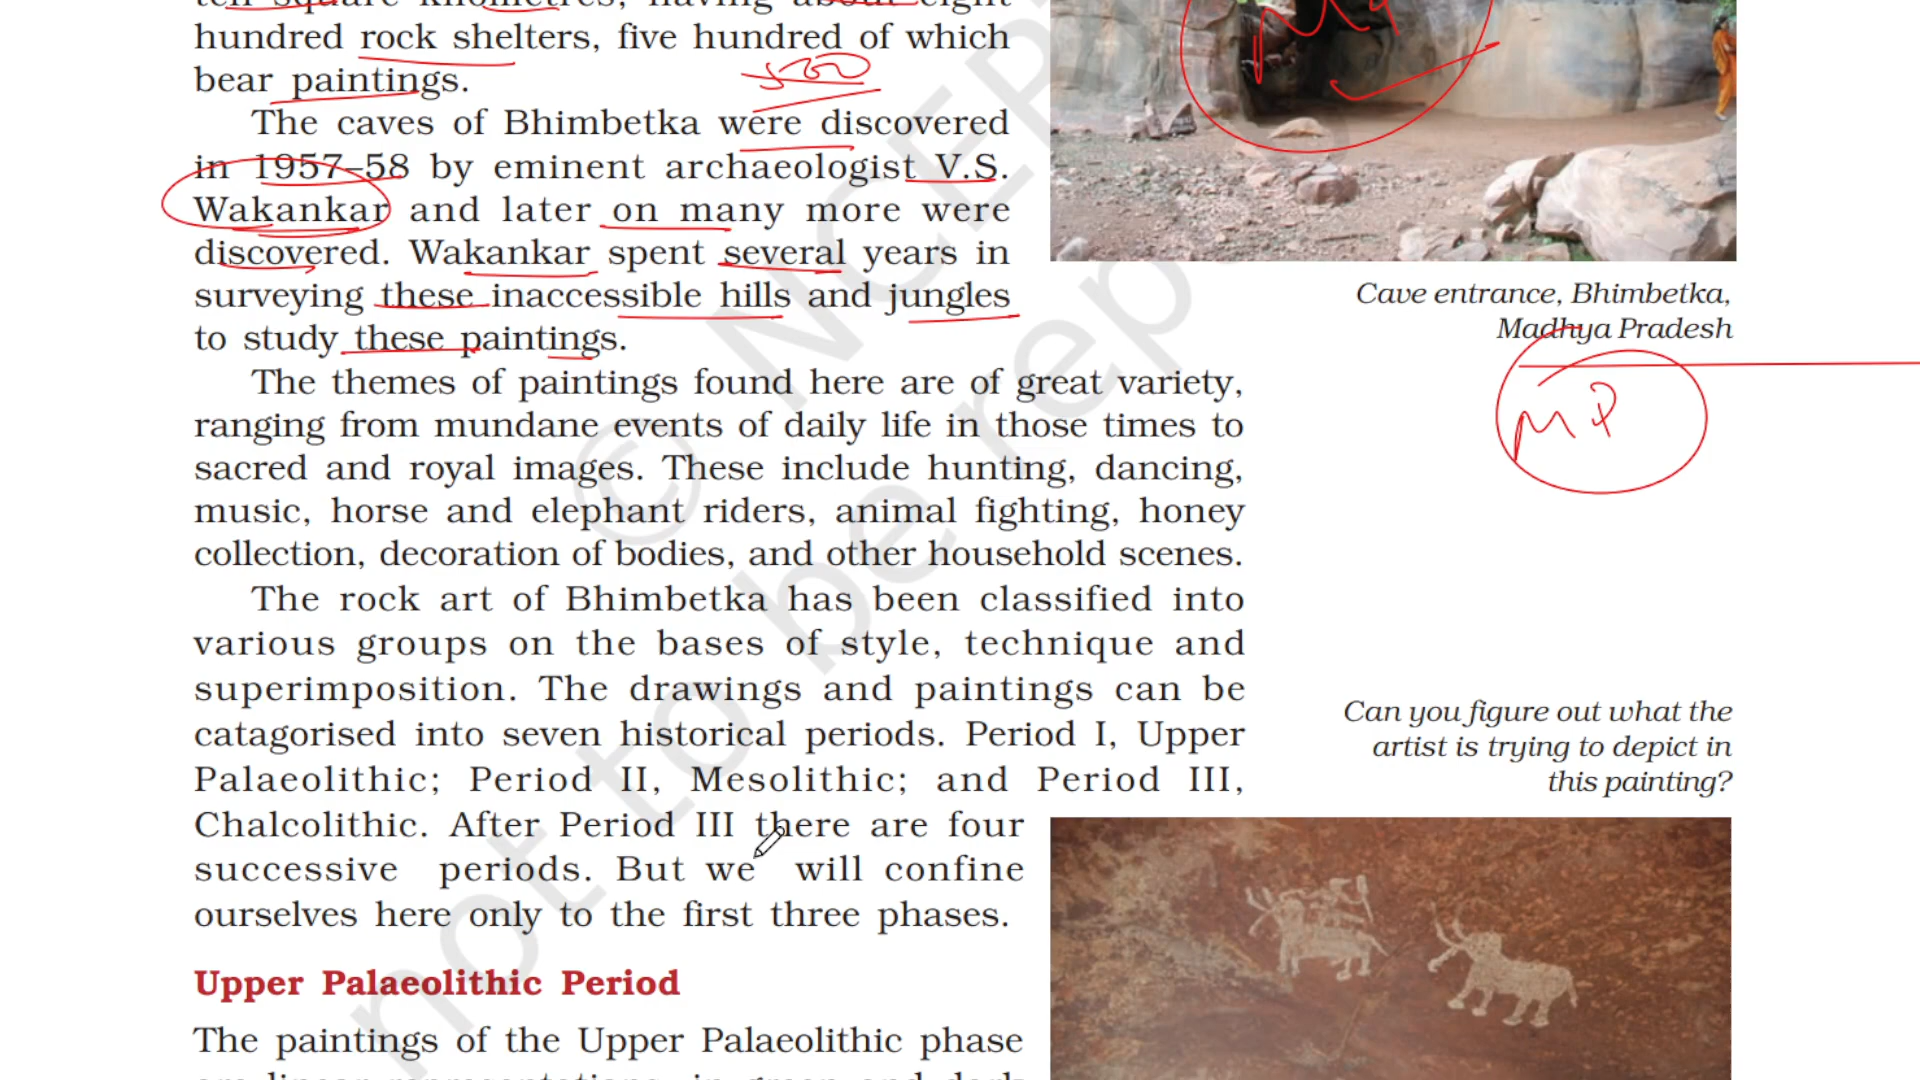 hundred rock shelters, five hundred of which
bear paintings.
500
The caves of Bhimbetka were discovered
in 1957–58 by eminent archaeologist V.S.
Wakankar and later on many more were
discovered. Wakankar spent several years in
surveying these inaccessible hills and jungles
to study these paintings.
The themes of paintings found here are of great variety,
ranging from mundane events of daily life in those times to
sacred and royal images. These include hunting, dancing,
music, horse and elephant riders, animal fighting, honey
collection, decoration of bodies, and other household scenes.
The rock art of Bhimbetka has been classified into
various groups on the bases of style, technique and
superimposition. The drawings and paintings can be
catagorised into seven historical periods. Period I, Upper
Palaeolithic; Period II, Mesolithic; and Period III,
Chalcolithic. After Period III there are four
successive periods. But we will confine
ourselves here only to the first three phases.
Upper Palaeolithic Period
The paintings of the Upper Palaeolithic phase
Cave entrance, Bhimbetka,
Madhya Pradesh
MP
Can you figure out what the
artist is trying to depict in
this painting?
© NCER
not to be rep